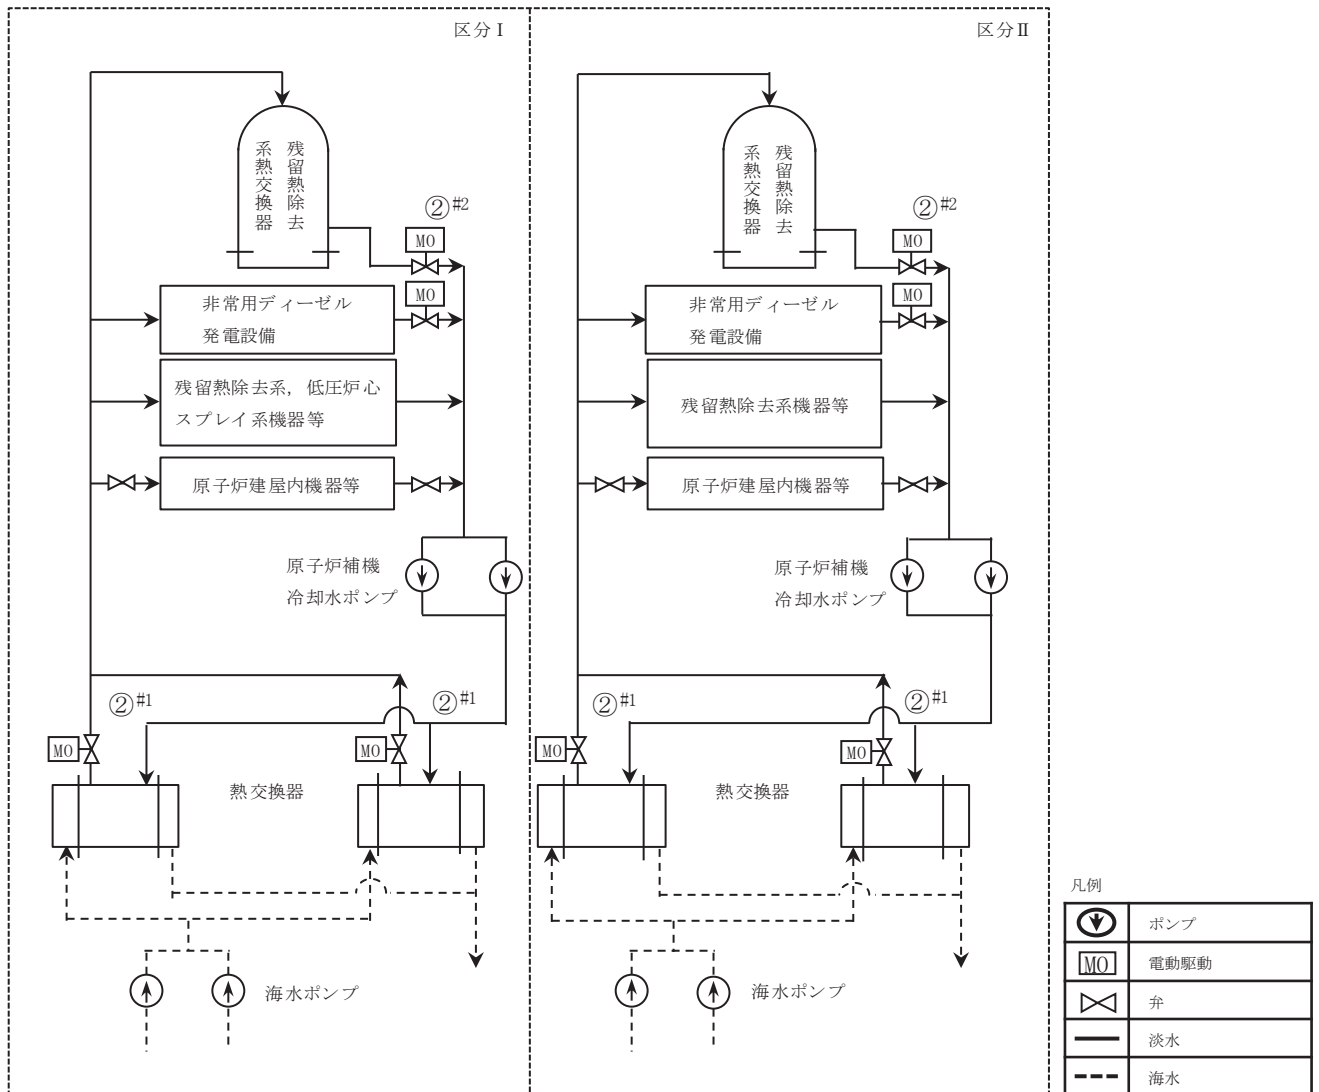 区分Ⅰ
残留熱除去
系熱交換器
②#2
MO
MO
非常用ディーゼル
発電設備
残留熱除去系，低圧炉心
スプレイ系機器等
原子炉建屋内機器等
原子炉補機
冷却水ポンプ
②#1
②#1
MO
MO
熱交換器
海水ポンプ
区分Ⅱ
残留熱除去
系熱交換器
②#2
MO
MO
非常用ディーゼル
発電設備
残留熱除去系機器等
原子炉建屋内機器等
原子炉補機
冷却水ポンプ
②#1
②#1
MO
MO
熱交換器
海水ポンプ
凡例
ポンプ
MO 電動駆動
弁
淡水
海水